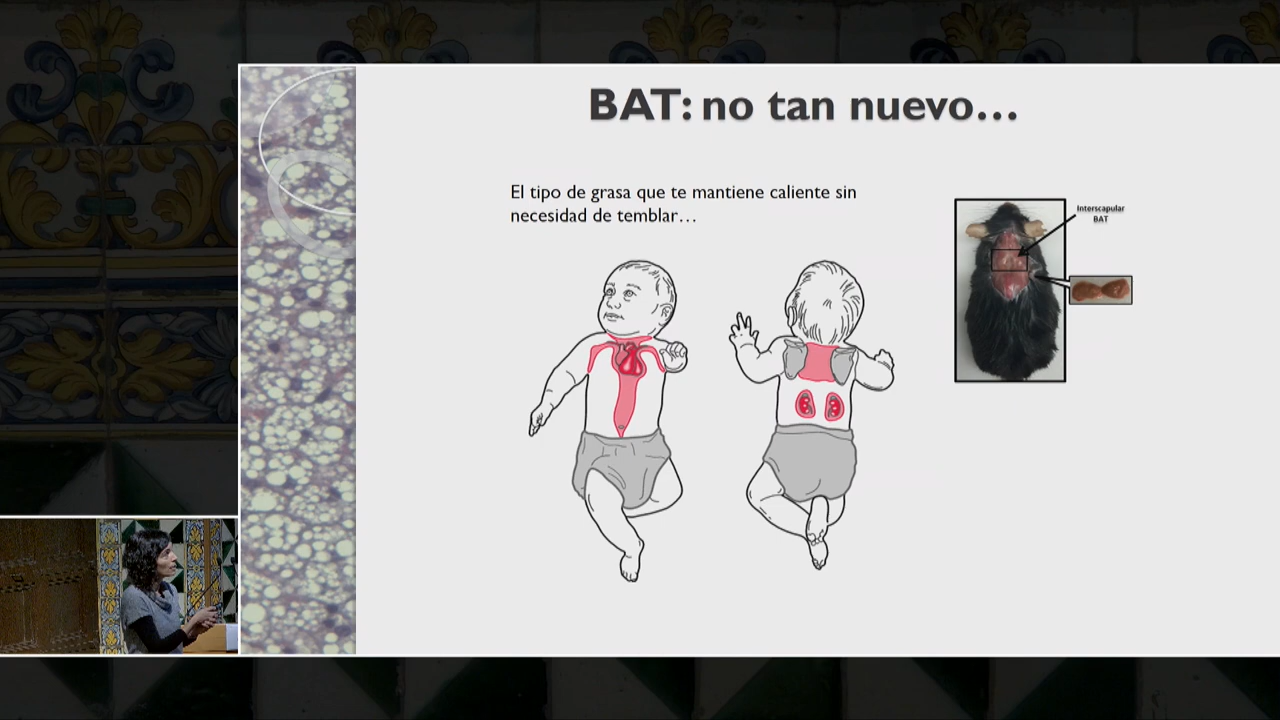 BAT: no tan nuevo…
El tipo de grasa que te mantiene caliente sin
necesidad de temblar…
Interscapular
BAT